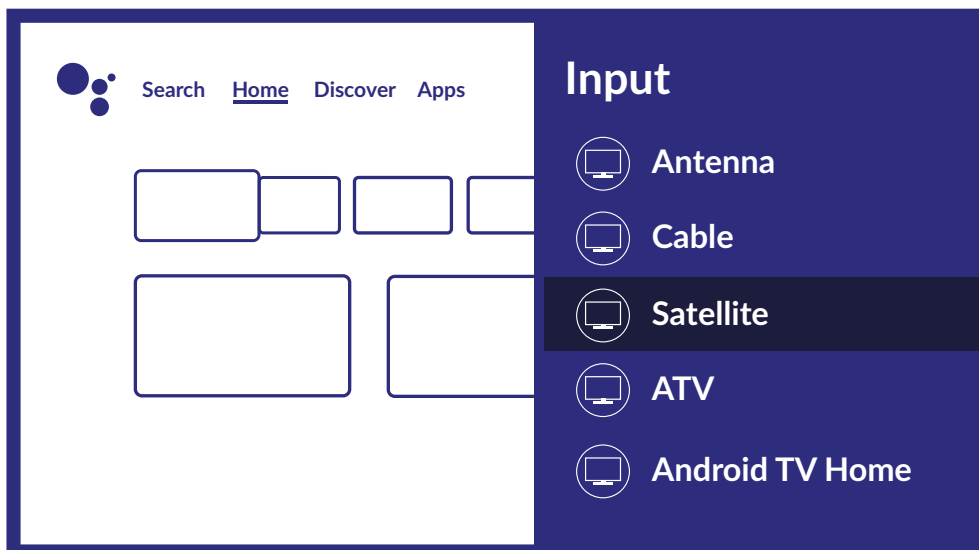 Search Home Discover Apps
Input
Antenna
Cable
Satellite
ATV
Android TV Home